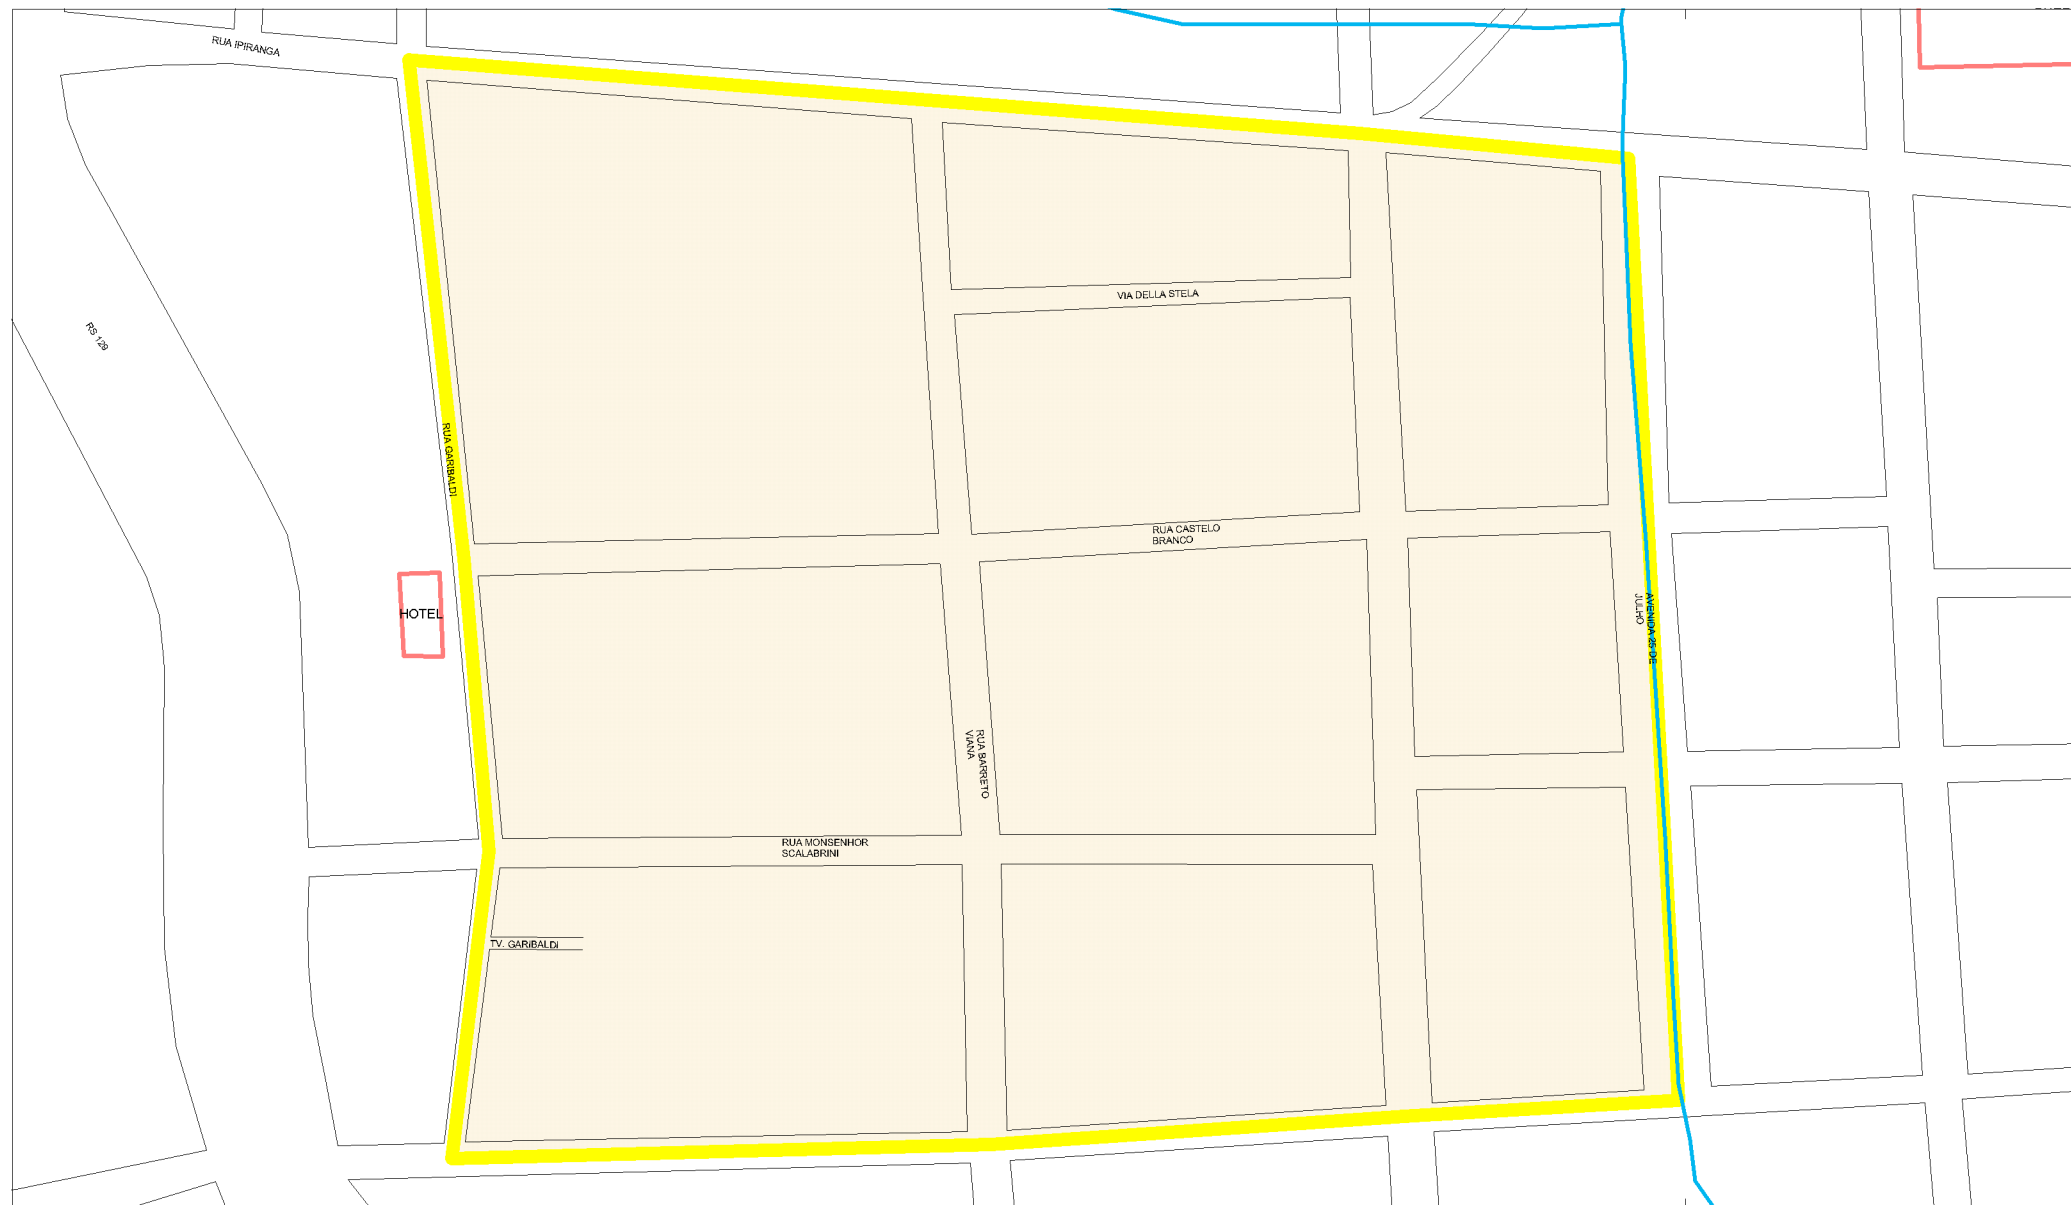 RUA IPIRANGA
VIA DELLA STELA
RS 129
RUA GARIBALDI
RUA CASTELO
BRANCO
HOTEL
AVENIDA 25 DE
JULHO
RUA BARRETO
VIANA
RUA MONSENHOR
SCALABRINI
TV. GARIBALDI